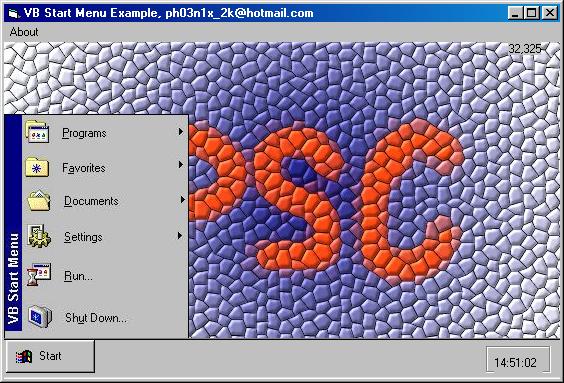 VB Start Menu Example, ph03n1x_2k@hotmail.com
About
32,325
PSC
Programs
Favorites
Documents
Settings
Run...
Shut Down...
VB Start Menu
Start
14:51:02